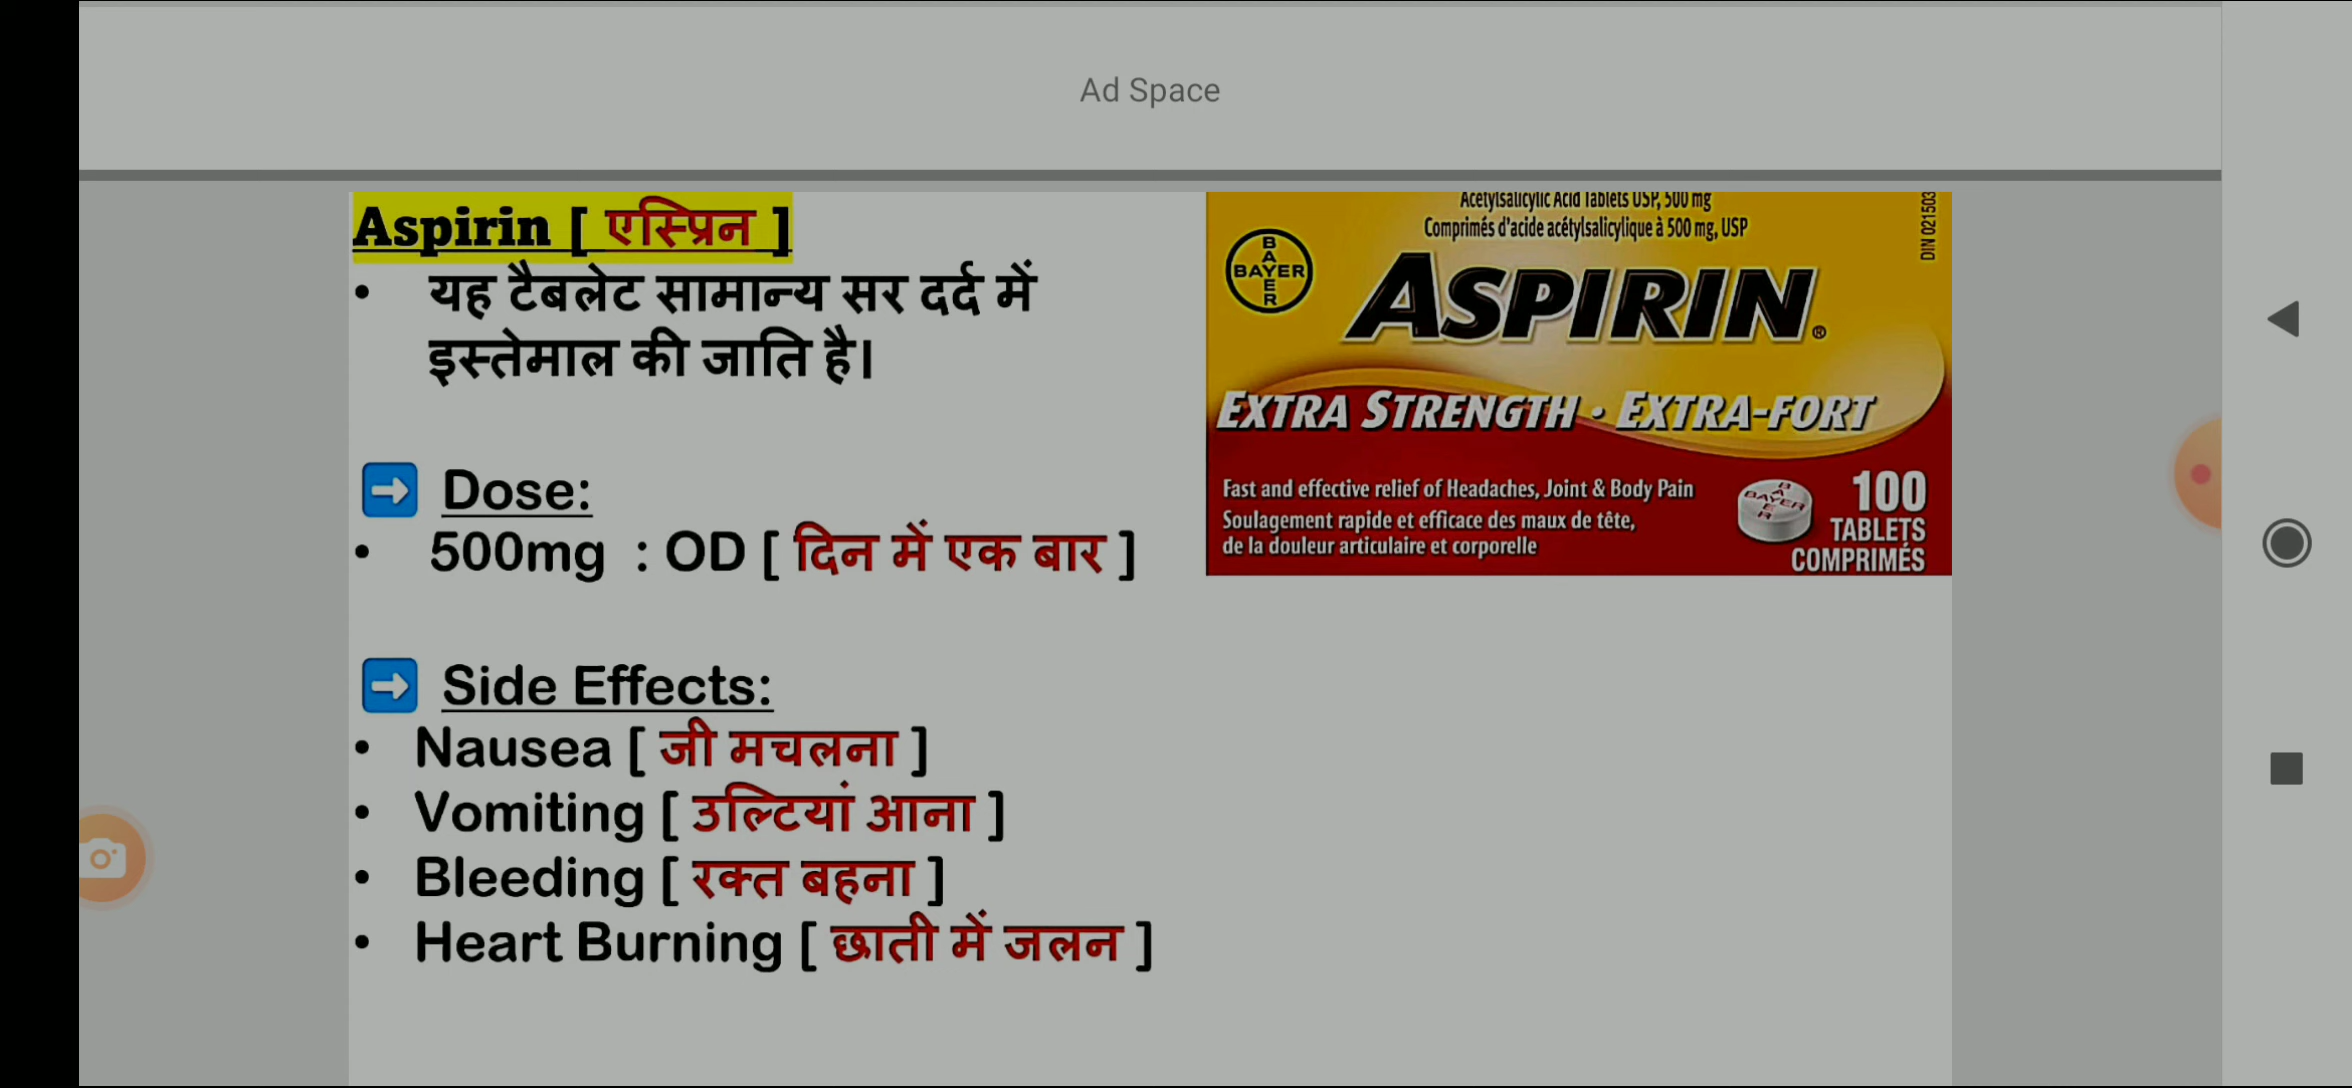 Ad Space
Aspirin [ एस्प्रिन ]
• यह टैबलेट सामान्य सर दर्द में
इस्तेमाल की जाति है।
➡ Dose:
• 500mg : OD [ दिन में एक बार ]
➡ Side Effects:
• Nausea [ जी मचलना ]
• Vomiting [ उल्टियां आना ]
• Bleeding [ रक्त बहना ]
• Heart Burning [ छाती में जलन ]
Acetylsalicylic Acid Tablets USP, 500 mg
Comprimés d'acide acétylsalicylique à 500 mg, USP
DIN 021503
BAYER
BAYER
ASPIRIN®
EXTRA STRENGTH • EXTRA-FORT
Fast and effective relief of Headaches, Joint & Body Pain
Soulagement rapide et efficace des maux de tête,
de la douleur articulaire et corporelle
BAYER
BAYER
100
TABLETS
COMPRIMÉS